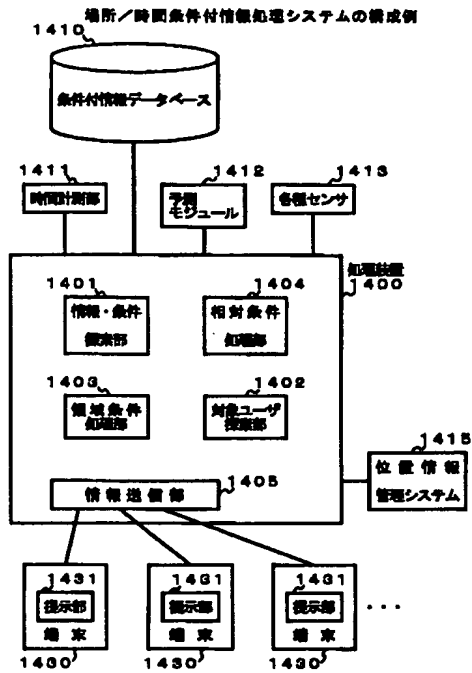 場所／時間条件付情報処理システムの構成例
1410
条件付情報データベース
1411
時間計測部
1412
予測
モジュール
1413
各種センサ
処理装置
1400
1401
情報・条件
探索部
1404
相対条件
処理部
1403
領域条件
処理部
1402
対象ユーザ
探索部
1405
情報送信部
1415
位置情報
管理システム
1431
提示部
端末
1430
1431
提示部
端末
1430
1431
提示部
端末
1430
・・・